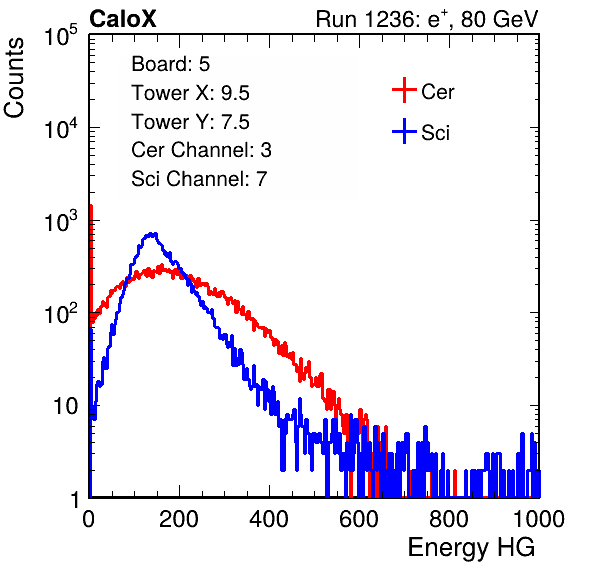 CaloX Run 1236: e⁺, 80 GeV
Counts
10⁵
10⁴
10³
10²
10
1
Board: 5
Tower X: 9.5
Tower Y: 7.5
Cer Channel: 3
Sci Channel: 7
Cer
Sci
0 200 400 600 800 1000
Energy HG